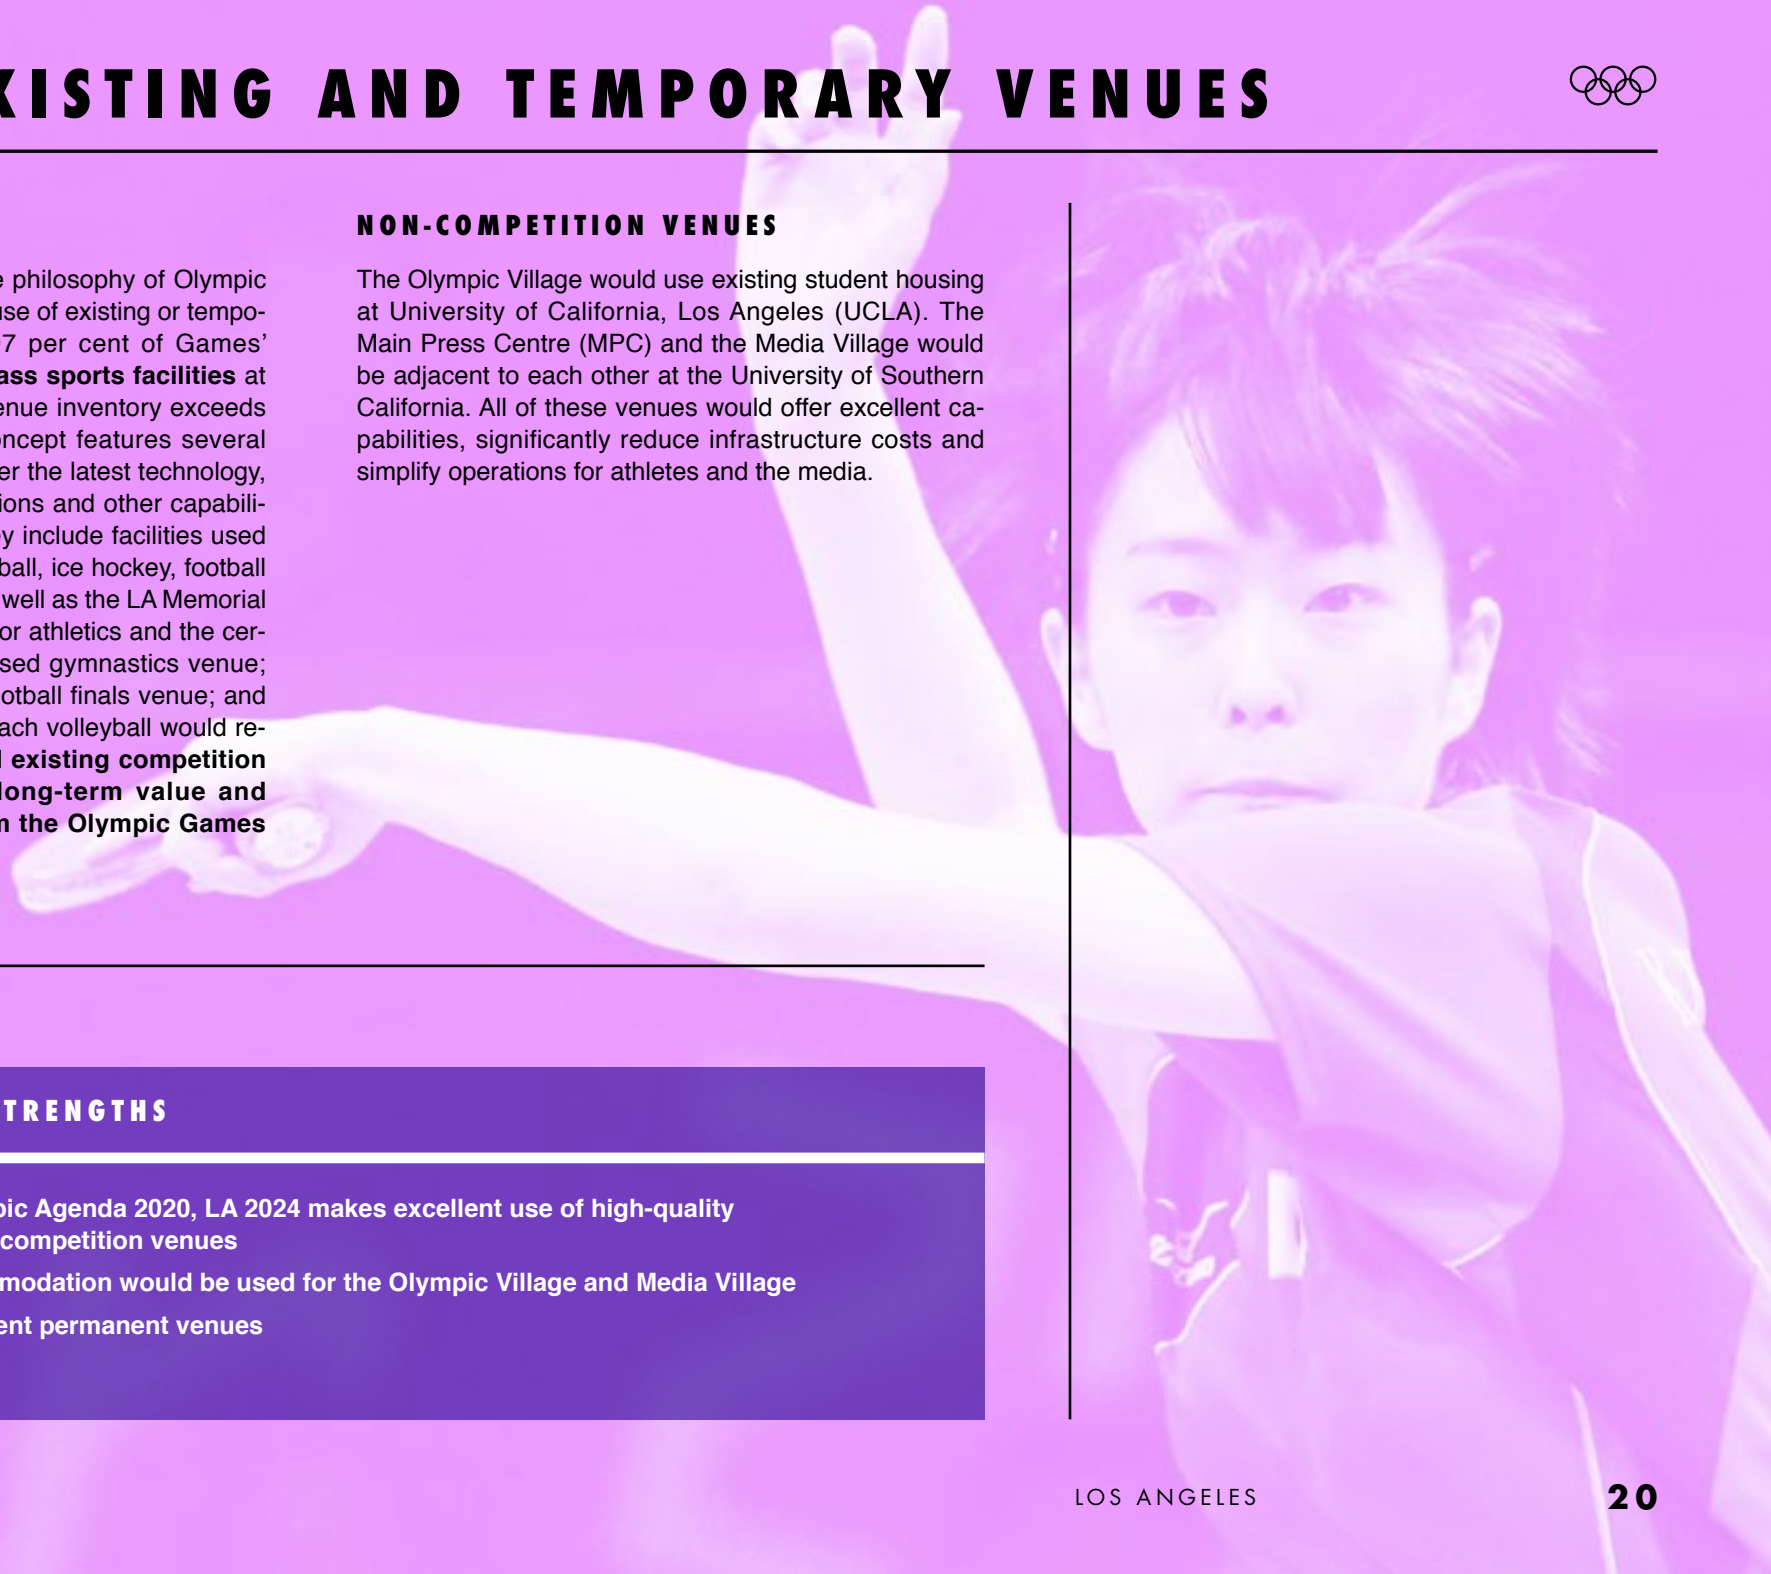 XISTING AND TEMPORARY VENUES
philosophy of Olympic
use of existing or tempo-
7 per cent of Games’
ass sports facilities at
enue inventory exceeds
oncept features several
er the latest technology,
ions and other capabili-
y include facilities used
ball, ice hockey, football
well as the LA Memorial
or athletics and the cer-
sed gymnastics venue;
otball finals venue; and
each volleyball would re-
existing competition
long-term value and
m the Olympic Games
NON-COMPETITION VENUES
The Olympic Village would use existing student housing
at University of California, Los Angeles (UCLA). The
Main Press Centre (MPC) and the Media Village would
be adjacent to each other at the University of Southern
California. All of these venues would offer excellent ca-
pabilities, significantly reduce infrastructure costs and
simplify operations for athletes and the media.
TRENGTHS
pic Agenda 2020, LA 2024 makes excellent use of high-quality
competition venues
modation would be used for the Olympic Village and Media Village
ent permanent venues
LOS ANGELES
20